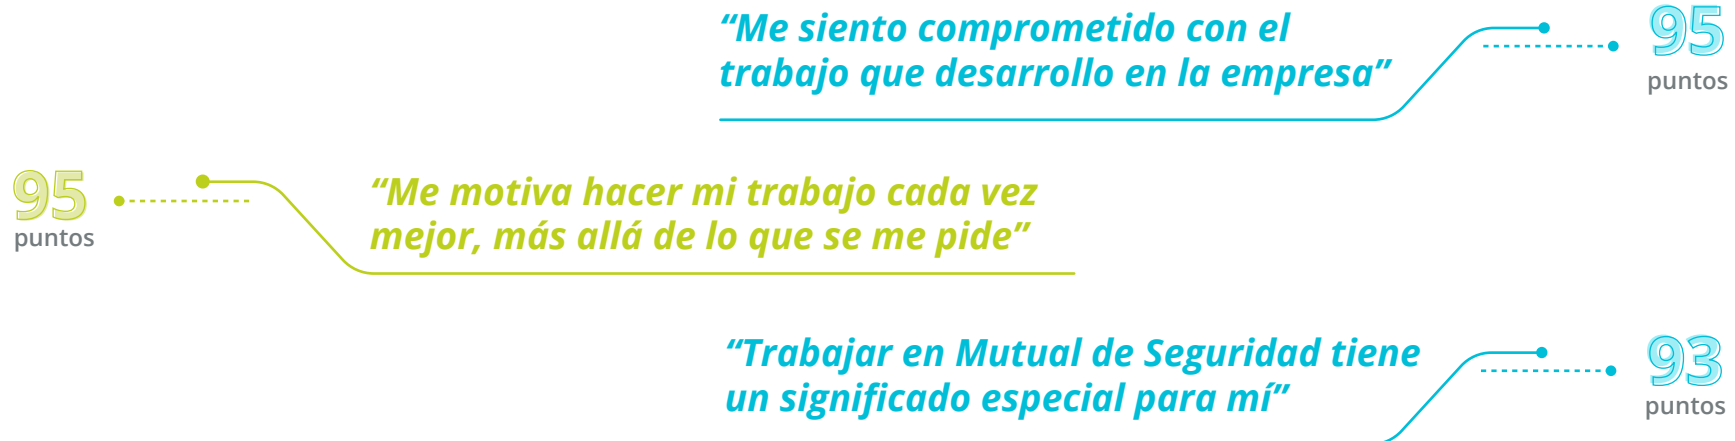 “Me siento comprometido con el
trabajo que desarrollo en la empresa”
95
puntos
95
puntos
“Me motiva hacer mi trabajo cada vez
mejor, más allá de lo que se me pide”
“Trabajar en Mutual de Seguridad tiene
un significado especial para mí”
93
puntos